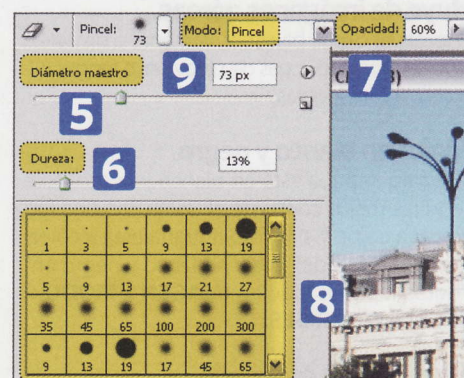 Pincel: 73 Modo: Pincel Opacidad: 60%
Diámetro maestro 9 73 px 7
5
Dureza: 6 13%
1 3 5 9 13 19
5 9 13 17 21 27
8
35 45 65 100 200 300
9 13 19 17 45 65